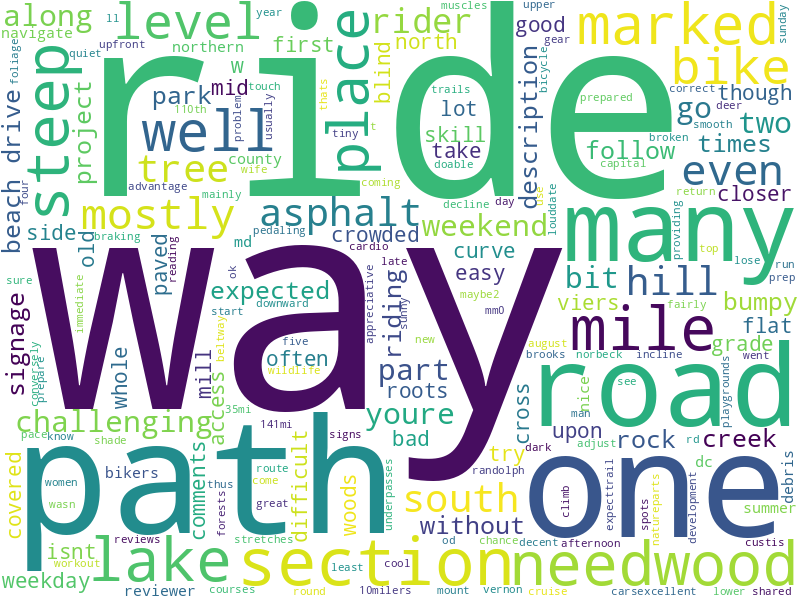 ride
way
path
one
road
many
section
needwood
lake
mile
marked
bike
level
steep
place
well
asphalt
mostly
tree
even
hill
south
challenging
part
youre
along
rider
north
blind
good
description
go
two
though
times
closer
follow
skill
lot
take
first
northern
w
mid
park
project
navigate
beach drive
county
side
old
md
paved
expected
often
crowded
weekend
curve
easy
riding
bit
viers
bumpy
flat
grade
signage
whole
mill
access
roots
bad
without
cross
upon
try
rock
creek
dc
debris
summer
covered
comments
difficult
woods
bikers
isnt
weekday
reviewer
ll
year
upfront
quiet
foliage
muscles
upper
gear
sunday
touch
thats
problem
usually
110th
advantage
tiny
t
wife
four
reading
braking
mainly
coming
decline
day
use
louddate
trails
doable
bicycle
prepared
broken
correct
deer
smooth
capital
return
providing
top
lose
run
prep
sure
immediate
conversely
prepare
pedaling
cardio
late
ok
downward
start
five
sunny
appreciative
maybe2
mm0
new
wildlife
beltway
35mi
141mi
fairly
august
brooks
norbeck
incline
went
nice
see
man
playgrounds
pace
know
shade
signs
dark
adjust
rd
randolph
women
wasn
workout
reviews
thus
route
come
forests
great
stretches
courses
round
least
cool
underpasses
od
chance
decent
afternoon
climb
expecttrail
spots
natureparts
development
custis
10milers
mount
vernon
cruise
carsexcellent
lower
shared